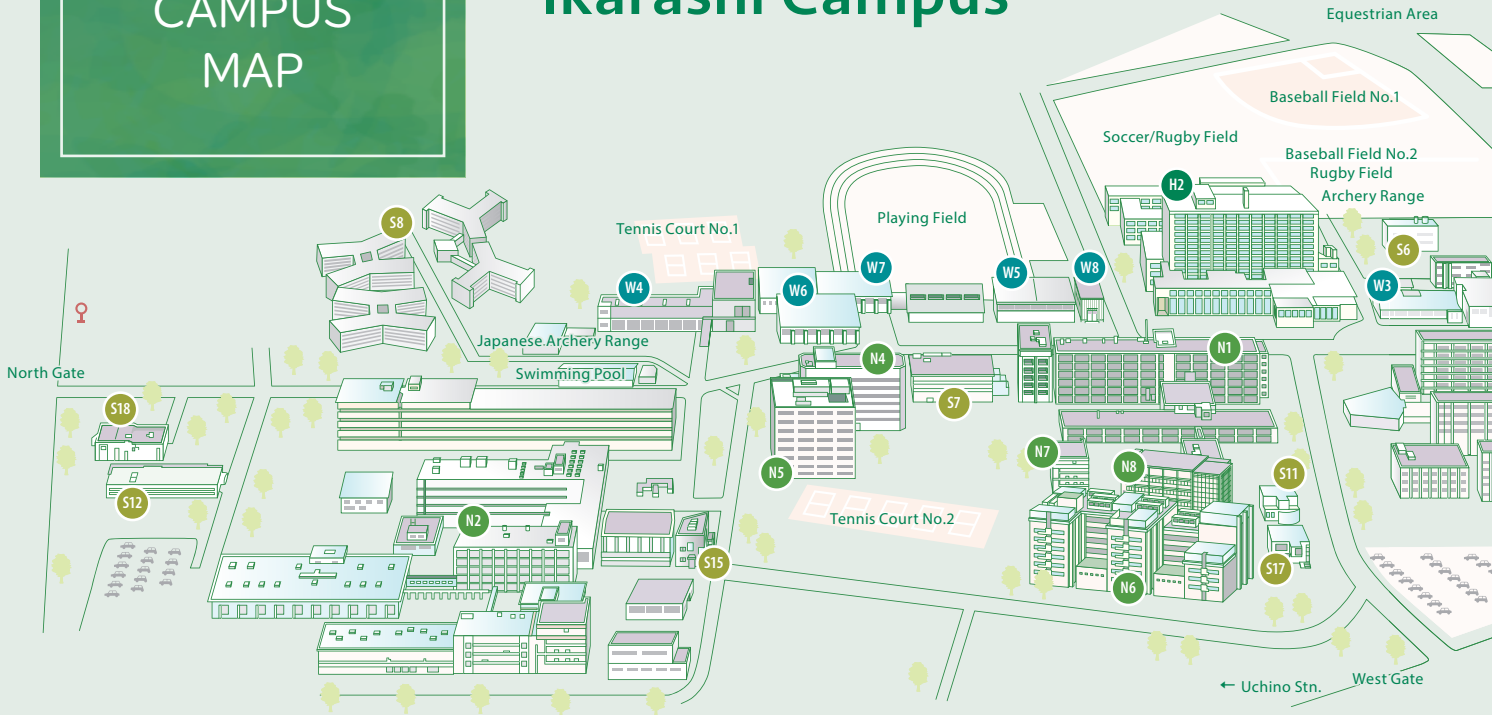 CAMPUS
MAP
Ikarashi Campus
Equestrian Area
Baseball Field No.1
Soccer/Rugby Field
Baseball Field No.2
Rugby Field
Archery Range
H2
S8
Playing Field
Tennis Court No.1
S6
W7
W5
W8
W4
W6
W3
Japanese Archery Range
N1
N4
North Gate
Swimming Pool
S18
S7
N7
N8
S11
N5
S12
N2
Tennis Court No.2
S15
S17
N6
West Gate
← Uchino Stn.